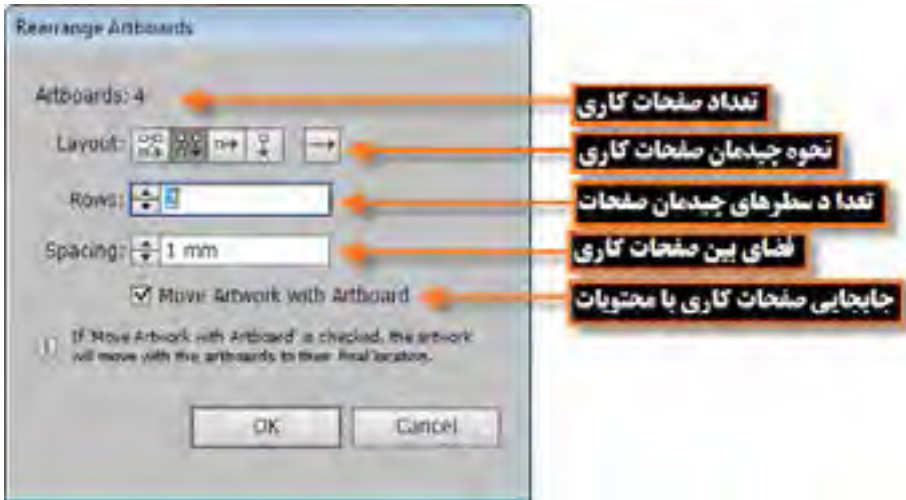 Rearrange Artboards
Artboards: 4
تعداد صفحات کاری
Layout:
نحوه چیدمان صفحات کاری
Rows:
تعدا د سطرهای چیدمان صفحات
Spacing: 1 mm
فضای بین صفحات کاری
Move Artwork with Artboard
جابجایی صفحات کاری با محتویات
If 'Move Artwork with Artboard' is checked, the artwork
will move with the artboards to their final location.
OK Cancel